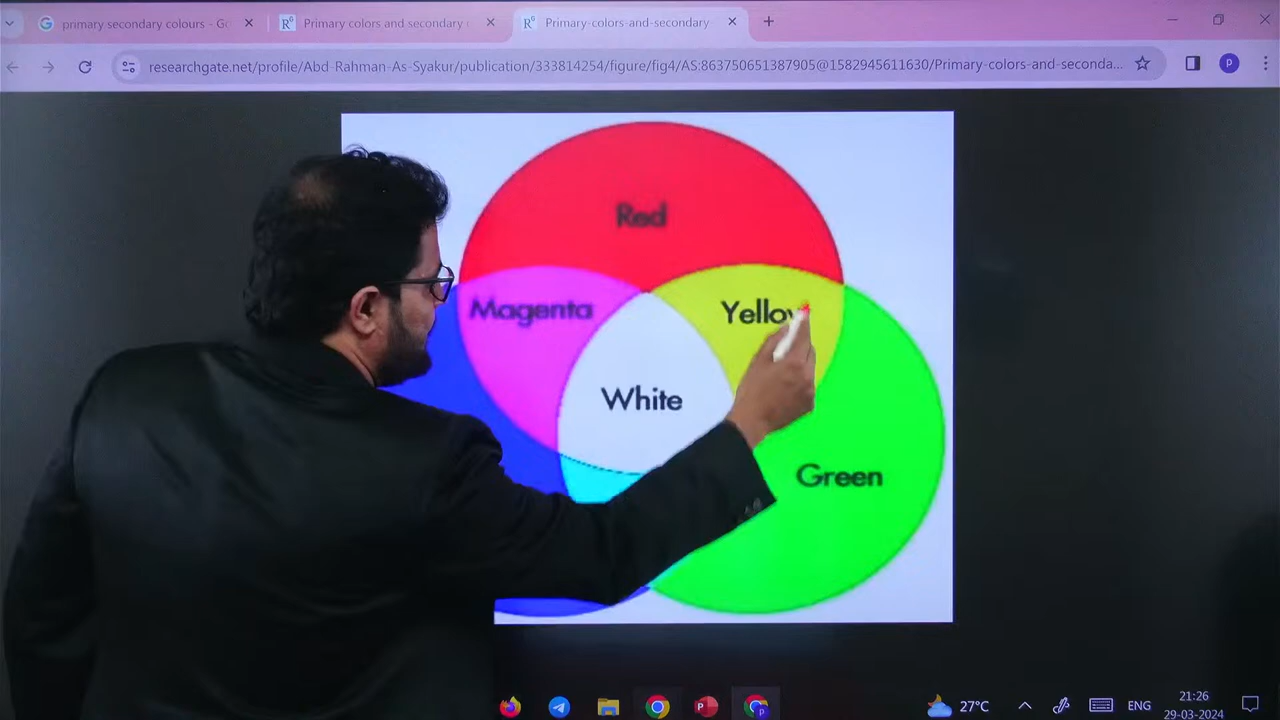 primary secondary colours - Go
Primary colors and secondary
Primary-colors-and-secondary
researchgate.net/profile/Abd-Rahman-As-Syakur/publication/333814254/figure/fig4/AS:863750651387905@1582945611630/Primary-colors-and-seconda...
P
Red
Magenta
Yellow
White
Green
27°C
ENG
21:26
29-03-2024